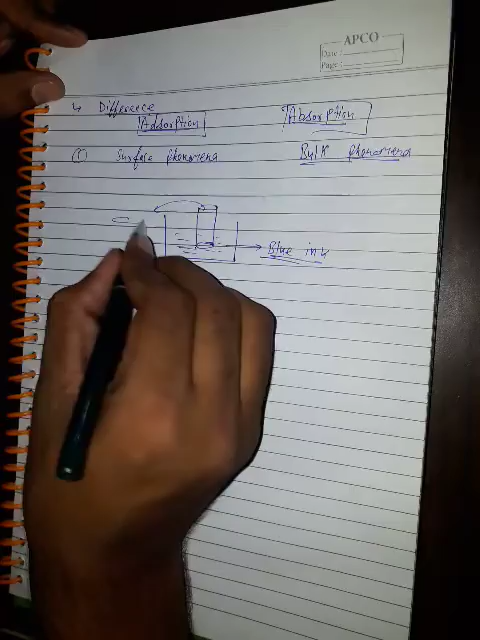 APCO
Date :
Page :
↳ Difference
Adsorption Absorption
① Surface phenomena Bulk phenomena
Blue ink